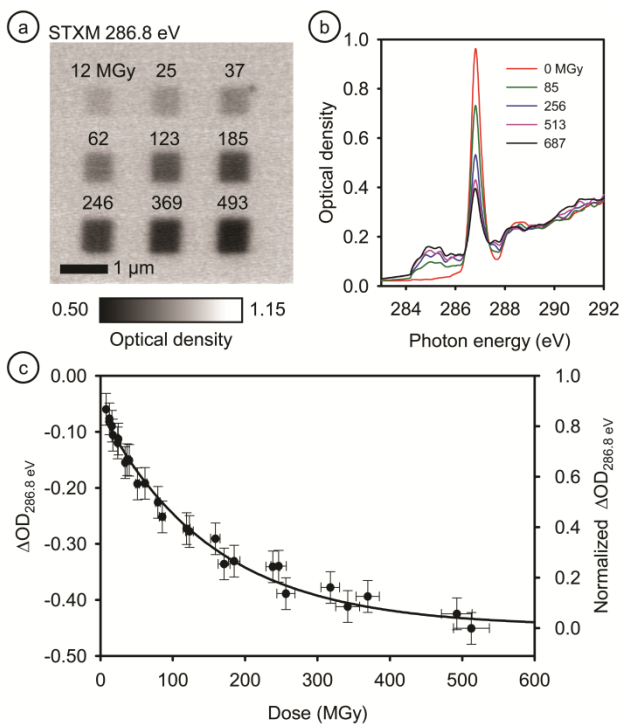 a STXM 286.8 eV
12 MGy 25 37
62 123 185
246 369 493
1 µm
0.50 1.15
Optical density
b
1.0
0.8
0.6
0.4
0.2
0.0
Optical density
0 MGy
85
256
513
687
284 286 288 290 292
Photon energy (eV)
c
0.00
-0.10
-0.20
-0.30
-0.40
-0.50
ΔOD286.8 eV
1.0
0.8
0.6
0.4
0.2
0.0
Normalized ΔOD286.8 eV
0 100 200 300 400 500 600
Dose (MGy)